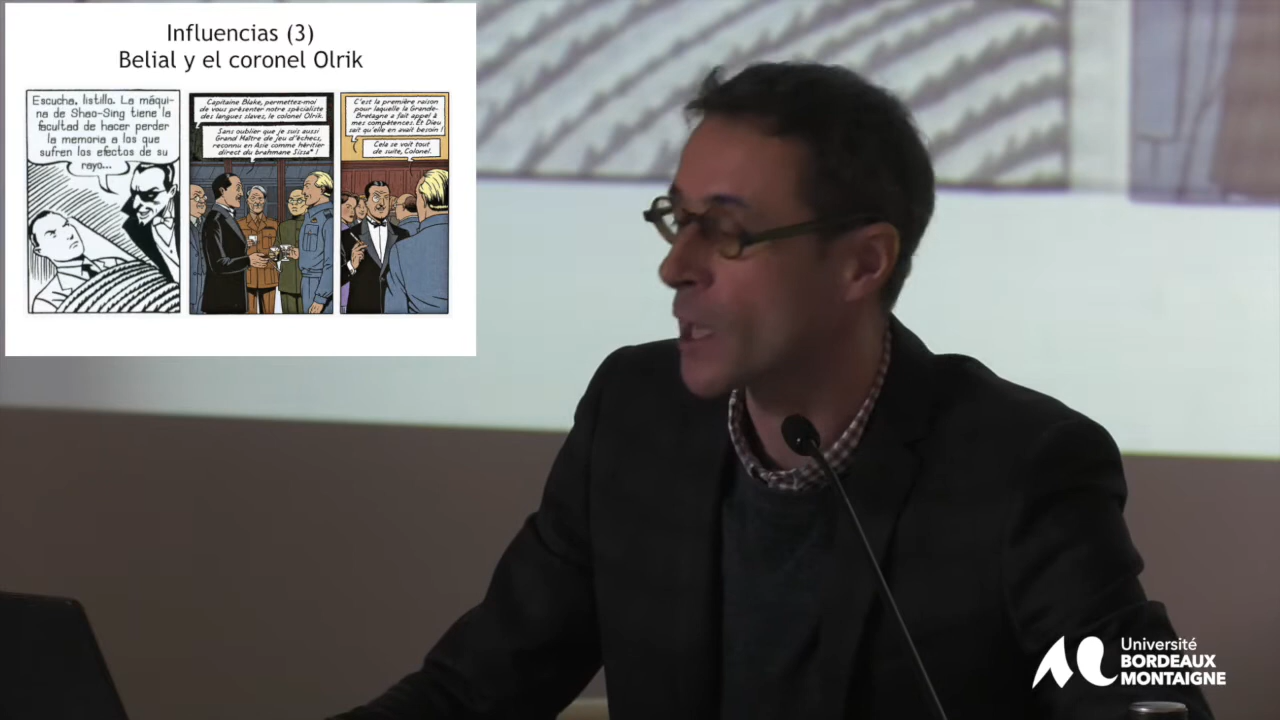 Influencias (3)
Belial y el coronel Olrik
Escucha, listillo. La máqui-
na de Shao-Sing tiene la
facultad de hacer perder
la memoria a los que
sufren los efectos de su
rayo...
Capitaine Blake, permettez-moi
de vous présenter notre spécialiste
des langues slaves, le colonel Olrik.
Sans oublier que je suis aussi
Grand Maître de jeu d'échecs,
reconnu en Asie comme héritier
direct du brahmane Sissa* !
C'est la première raison
pour laquelle la Grande-
Bretagne a fait appel à
mes compétences. Et Dieu
sait qu'elle en avait besoin !
Cela se voit tout
de suite, Colonel.
Université
BORDEAUX
MONTAIGNE